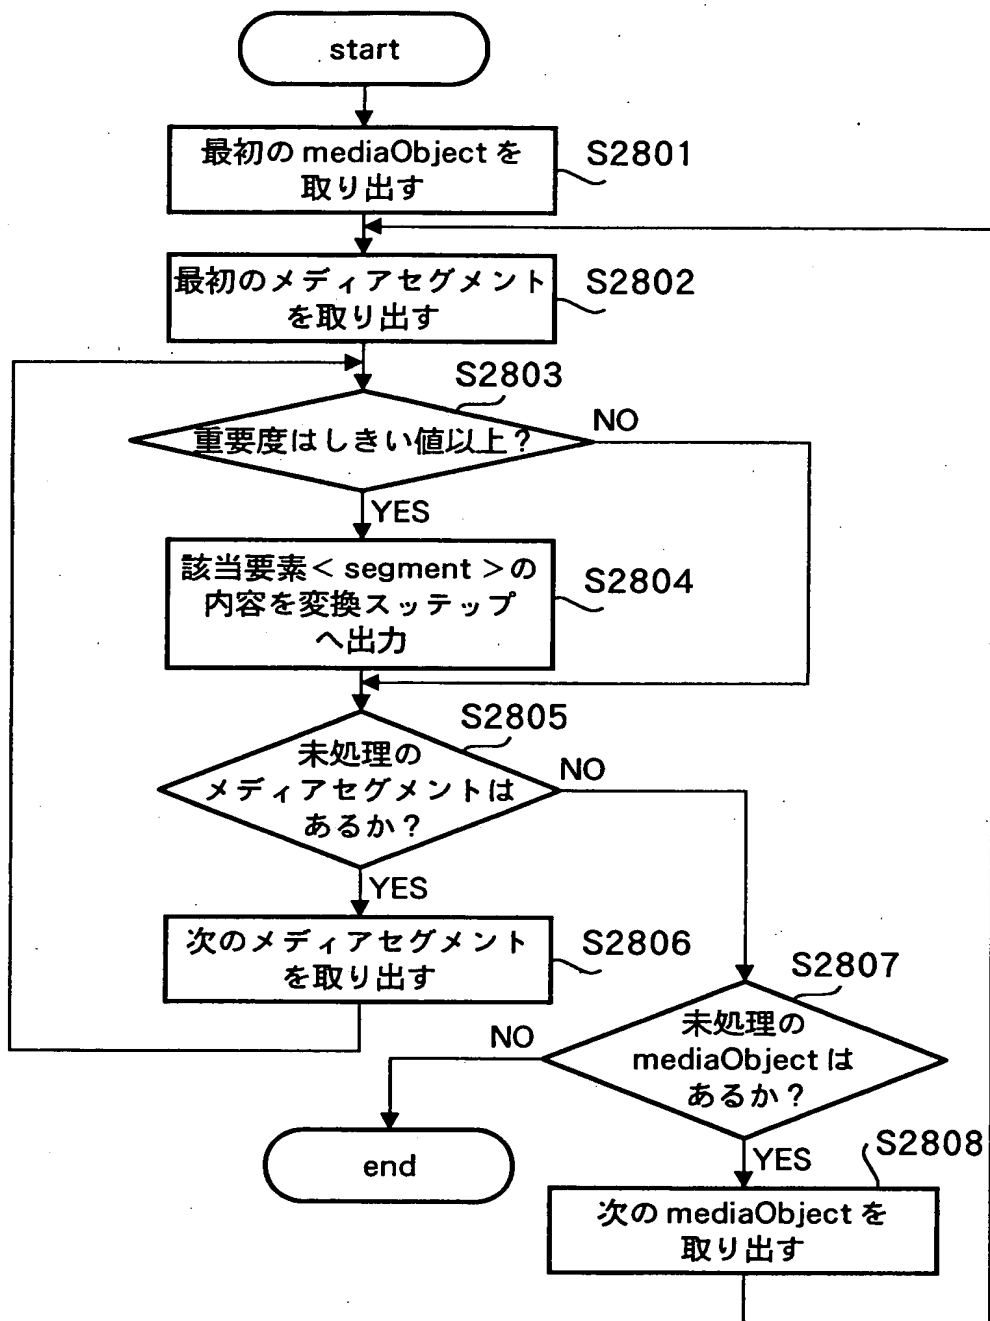 start
最初の mediaObject を
取り出す
S2801
最初のメディアセグメント
を取り出す
S2802
S2803
重要度はしきい値以上？
NO
YES
該当要素＜ segment ＞の
内容を変換スッテップ
へ出力
S2804
S2805
未処理の
メディアセグメントは
あるか？
NO
YES
次のメディアセグメント
を取り出す
S2806
S2807
未処理の
mediaObject は
あるか？
NO
YES
end
S2808
次の mediaObject を
取り出す